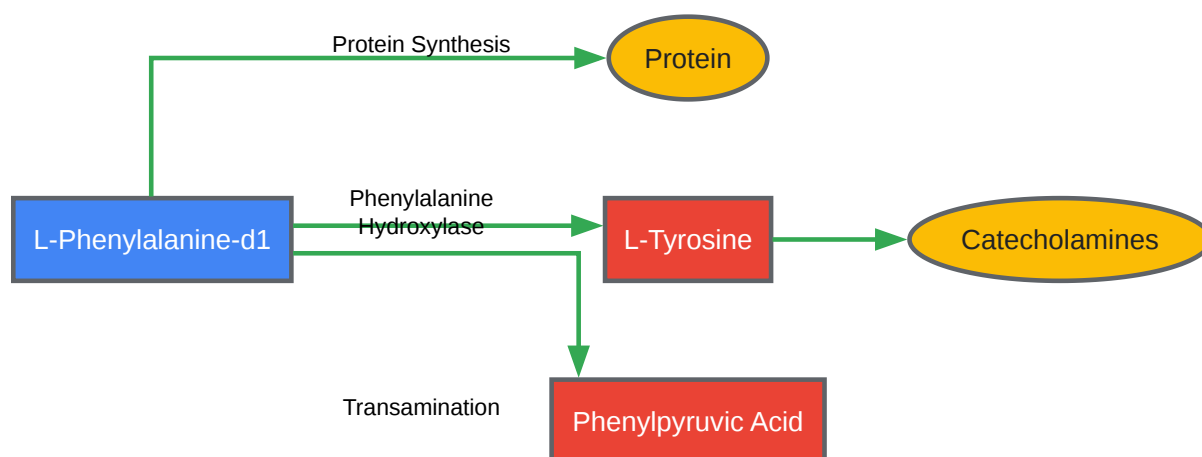 Protein Synthesis
Protein
Phenylalanine
Hydroxylase
L-Phenylalanine-d1
L-Tyrosine
Catecholamines
Transamination
Phenylpyruvic Acid